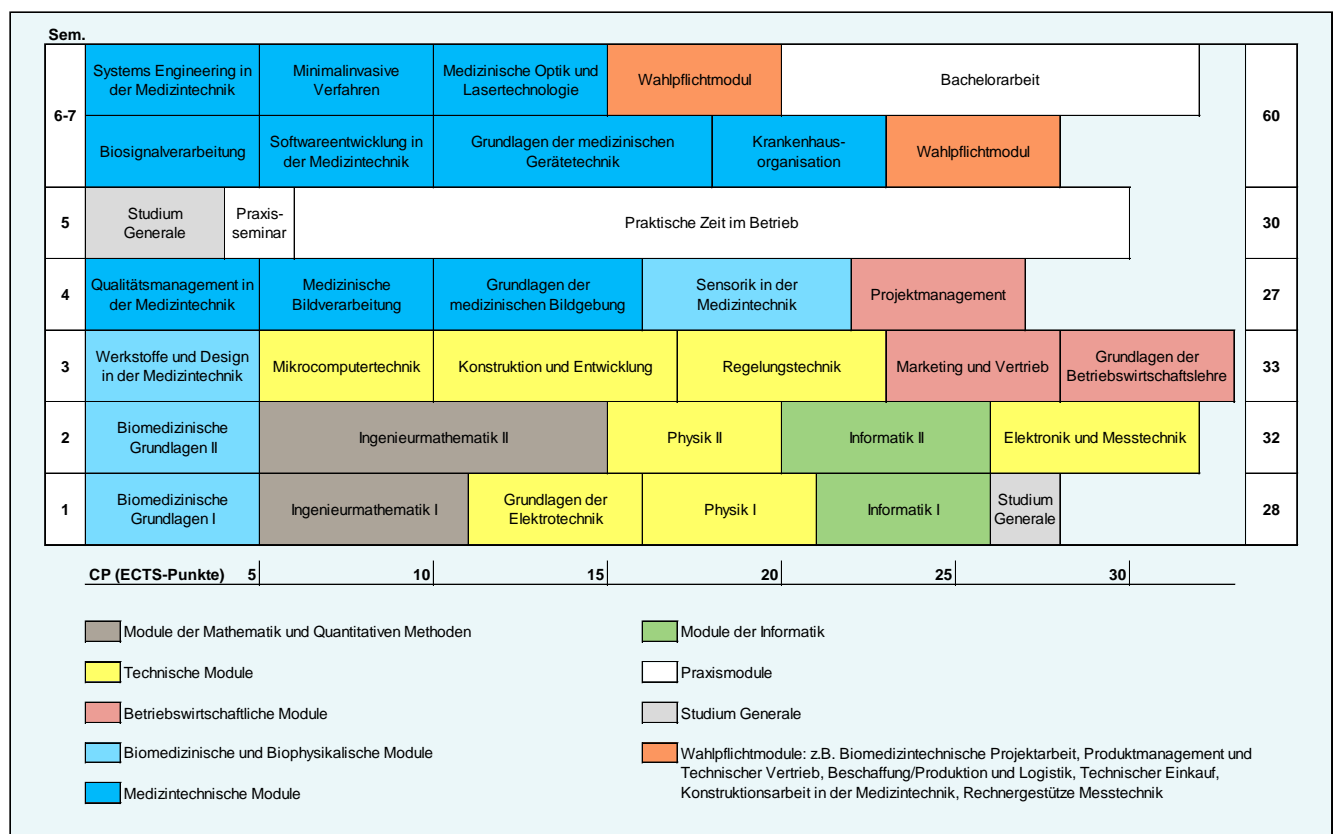 Sem.
6-7
Systems Engineering in
der Medizintechnik
Minimalinvasive
Verfahren
Medizinische Optik und
Lasertechnologie
Wahlpflichtmodul
Bachelorarbeit
60
Biosignalverarbeitung
Softwareentwicklung in
der Medizintechnik
Grundlagen der medizinischen
Gerätetechnik
Krankenhaus-
organisation
Wahlpflichtmodul
5
Studium
Generale
Praxis-
seminar
Praktische Zeit im Betrieb
30
4
Qualitätsmanagement in
der Medizintechnik
Medizinische
Bildverarbeitung
Grundlagen der
medizinischen Bildgebung
Sensorik in der
Medizintechnik
Projektmanagement
27
3
Werkstoffe und Design
in der Medizintechnik
Mikrocomputertechnik
Konstruktion und Entwicklung
Regelungstechnik
Marketing und Vertrieb
Grundlagen der
Betriebswirtschaftslehre
33
2
Biomedizinische
Grundlagen II
Ingenieurmathematik II
Physik II
Informatik II
Elektronik und Messtechnik
32
1
Biomedizinische
Grundlagen I
Ingenieurmathematik I
Grundlagen der
Elektrotechnik
Physik I
Informatik I
Studium
Generale
28
CP (ECTS-Punkte) 5 10 15 20 25 30
Module der Mathematik und Quantitativen Methoden
Technische Module
Betriebswirtschaftliche Module
Biomedizinische und Biophysikalische Module
Medizintechnische Module
Module der Informatik
Praxismodule
Studium Generale
Wahlpflichtmodule: z.B. Biomedizintechnische Projektarbeit, Produktmanagement und
Technischer Vertrieb, Beschaffung/Produktion und Logistik, Technischer Einkauf,
Konstruktionsarbeit in der Medizintechnik, Rechnergestütze Messtechnik